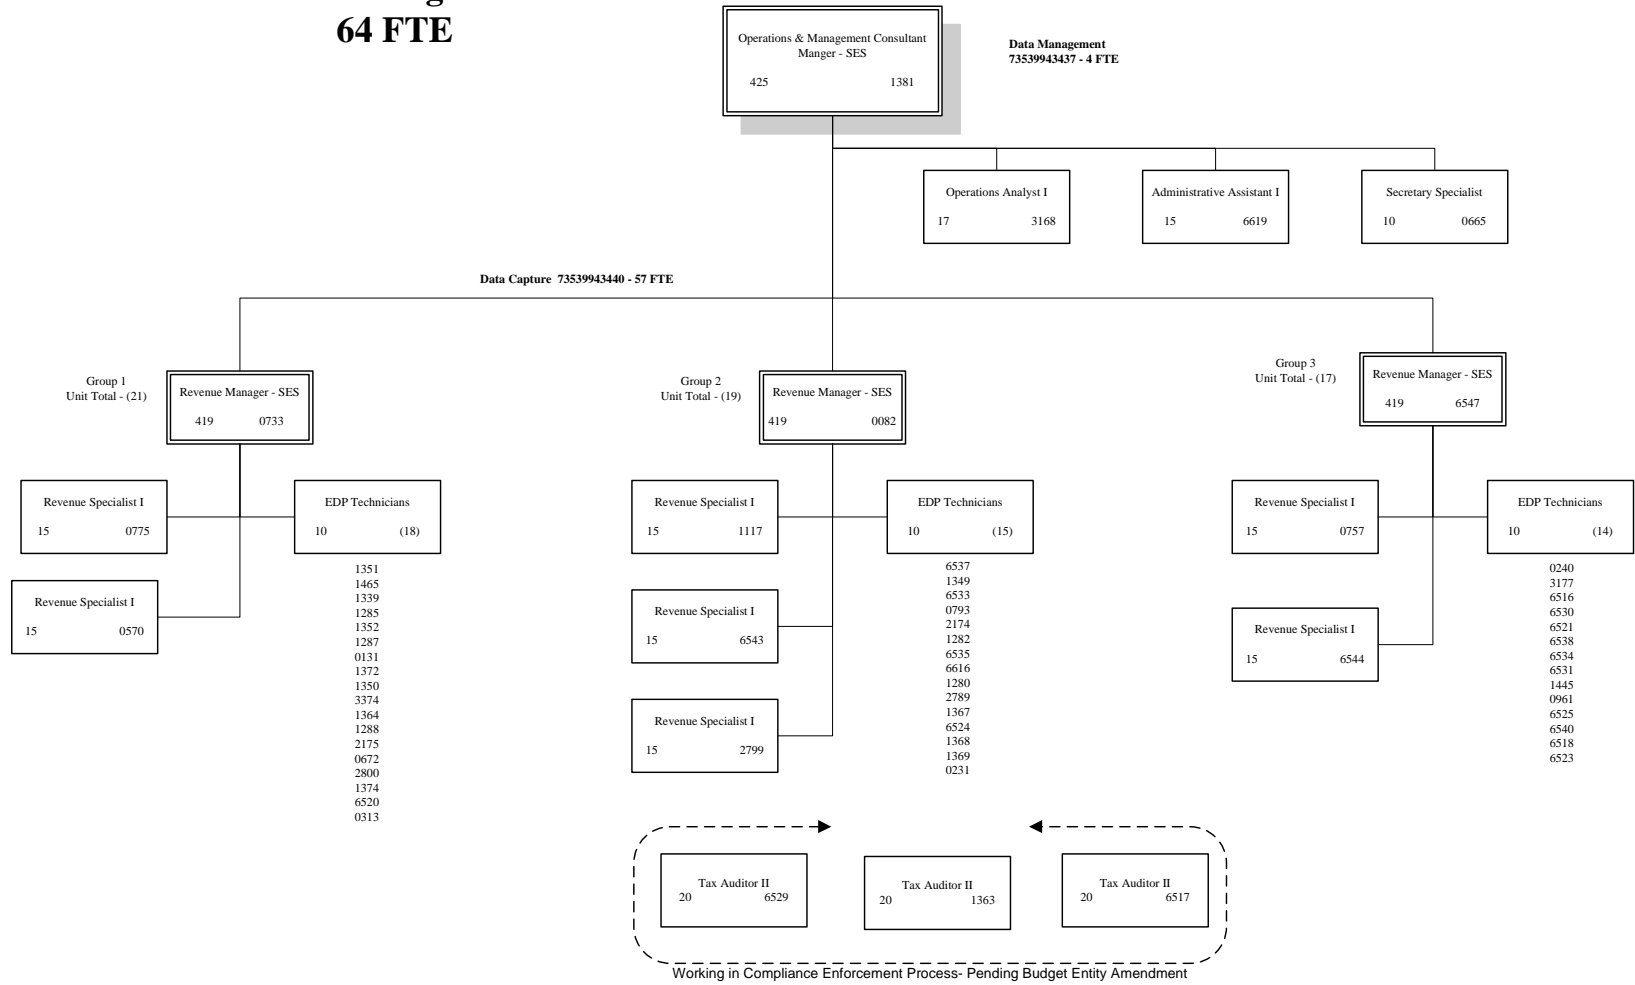 64 FTE
Operations & Management Consultant
Manger - SES
425 1381
Data Management
73539943437 - 4 FTE
Operations Analyst I
17 3168
Administrative Assistant I
15 6619
Secretary Specialist
10 0665
Data Capture 73539943440 - 57 FTE
Group 1
Unit Total - (21)
Revenue Manager - SES
419 0733
Group 2
Unit Total - (19)
Revenue Manager - SES
419 0082
Group 3
Unit Total - (17)
Revenue Manager - SES
419 6547
Revenue Specialist I
15 0775
EDP Technicians
10 (18)
Revenue Specialist I
15 0570
1351
1465
1339
1285
1352
1287
0131
1372
1350
3374
1364
1288
2175
0672
2800
1374
6520
0313
Revenue Specialist I
15 1117
EDP Technicians
10 (15)
Revenue Specialist I
15 6543
Revenue Specialist I
15 2799
6537
1349
6533
0793
2174
1282
6535
6616
1280
2789
1367
6524
1368
1369
0231
Revenue Specialist I
15 0757
EDP Technicians
10 (14)
Revenue Specialist I
15 6544
0240
3177
6516
6530
6521
6538
6534
6531
1445
0961
6525
6540
6518
6523
Tax Auditor II
20 6529
Tax Auditor II
20 1363
Tax Auditor II
20 6517
Working in Compliance Enforcement Process- Pending Budget Entity Amendment